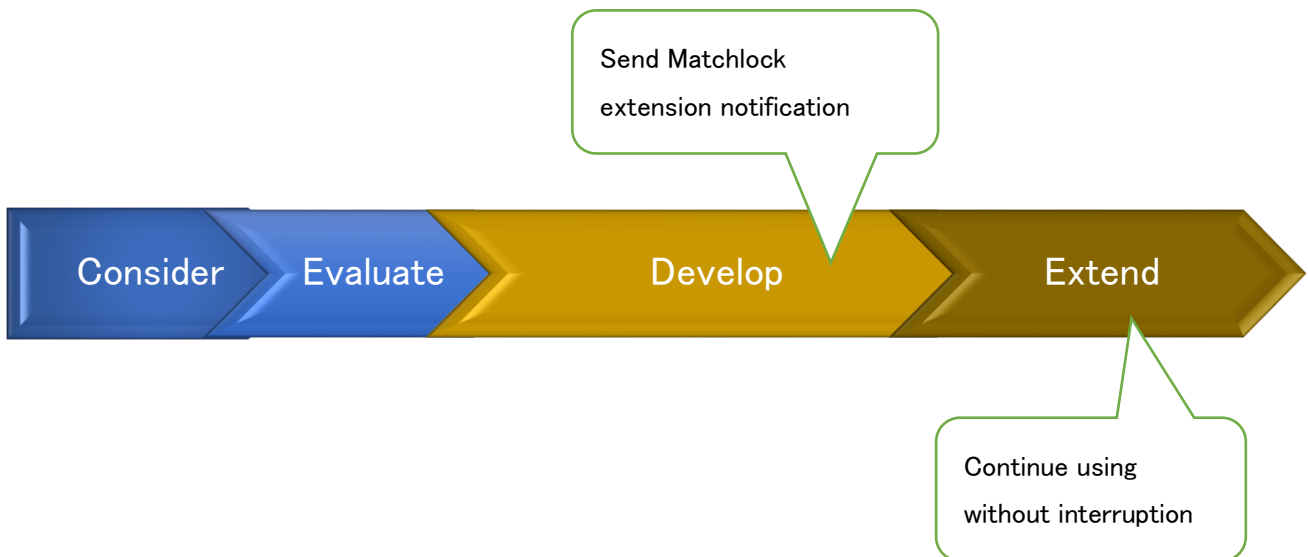 Send Matchlock
extension notification
Consider
Evaluate
Develop
Extend
Continue using
without interruption